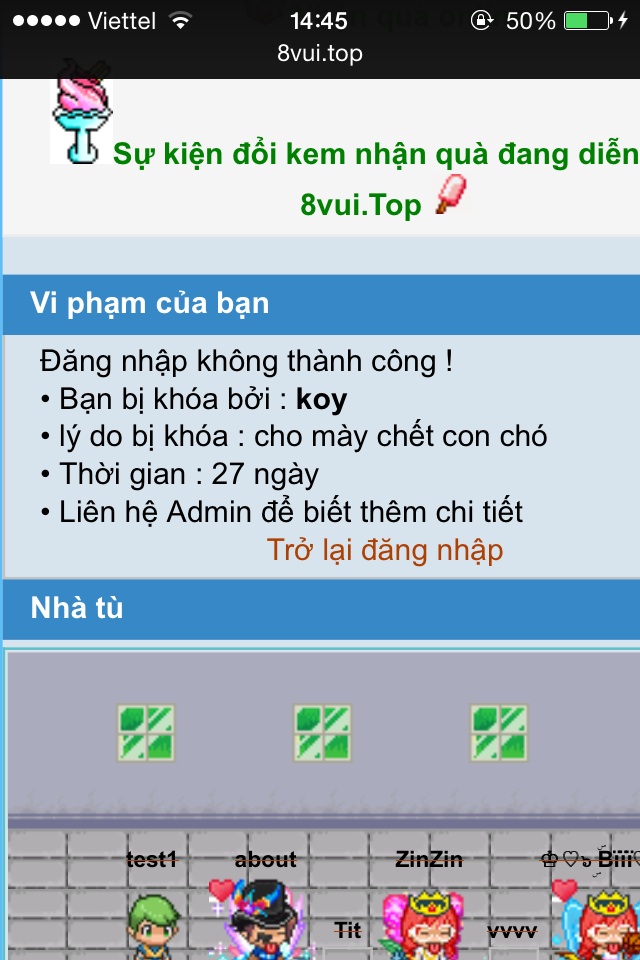 Viettel 14:45 50%
8vui.top
Sự kiện đổi kem nhận quà đang diễn
8vui.Top
Vi phạm của bạn
Đăng nhập không thành công !
• Bạn bị khóa bởi : koy
• lý do bị khóa : cho mày chết con chó
• Thời gian : 27 ngày
• Liên hệ Admin để biết thêm chi tiết
Trở lại đăng nhập
Nhà tù
test1 about ZinZin
Tit vvvv